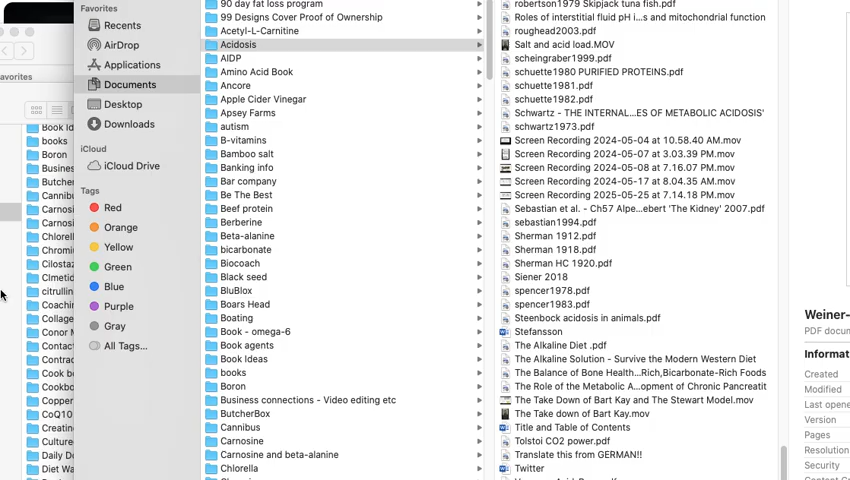 avorites
Book Id
books
Boron
Busines
Butcher
Cannibu
Carnosi
Carnosi
Chlorell
Chromi
Cilostaz
CImetid
citrullin
Coachi
Collage
Conor M
Contac
Contrac
Cook b
Cookbo
Copper
CoQ10
Creatin
Culture
Daily D
Diet Wa
Favorites
Recents
AirDrop
Applications
Documents
Desktop
Downloads
iCloud
iCloud Drive
Tags
Red
Orange
Yellow
Green
Blue
Purple
Gray
All Tags...
90 day fat loss program
99 Designs Cover Proof of Ownership
Acetyl-L-Carnitine
Acidosis
AIDP
Amino Acid Book
Ancore
Apple Cider Vinegar
Apsey Farms
autism
B-vitamins
Bamboo salt
Banking info
Bar company
Be The Best
Beef protein
Berberine
Beta-alanine
bicarbonate
Biocoach
Black seed
BluBlox
Boars Head
Boating
Book - omega-6
Book agents
Book Ideas
books
Boron
Business connections - Video editing etc
ButcherBox
Cannibus
Carnosine
Carnosine and beta-alanine
Chlorella
robertson1979 Skipjack tuna fish.pdf
Roles of interstitial fluid pH i...s and mitochondrial function
roughead2003.pdf
Salt and acid load.MOV
scheingraber1999.pdf
schuette1980 PURIFIED PROTEINS.pdf
schuette1981.pdf
schuette1982.pdf
Schwartz - THE INTERNAL...ES OF METABOLIC ACIDOSIS'
schwartz1973.pdf
Screen Recording 2024-05-04 at 10.58.40 AM.mov
Screen Recording 2024-05-07 at 3.03.39 PM.mov
Screen Recording 2024-05-08 at 7.16.07 PM.mov
Screen Recording 2024-05-17 at 8.04.35 AM.mov
Screen Recording 2025-05-25 at 7.14.18 PM.mov
Sebastian et al. - Ch57 Alpe...ebert 'The Kidney' 2007.pdf
sebastian1994.pdf
Sherman 1912.pdf
Sherman 1918.pdf
Sherman HC 1920.pdf
Siener 2018
spencer1978.pdf
spencer1983.pdf
Steenbock acidosis in animals.pdf
Stefansson
The Alkaline Diet .pdf
The Alkaline Solution - Survive the Modern Western Diet
The Balance of Bone Health...Rich,Bicarbonate-Rich Foods
The Role of the Metabolic A...opment of Chronic Pancreatit
The Take Down of Bart Kay and The Stewart Model.mov
The Take down of Bart Kay.mov
Title and Table of Contents
Tolstoi CO2 power.pdf
Translate this from GERMAN!!
Twitter
Weiner-
PDF docum
Informat
Created
Modified
Last opene
Version
Pages
Resolution
Security